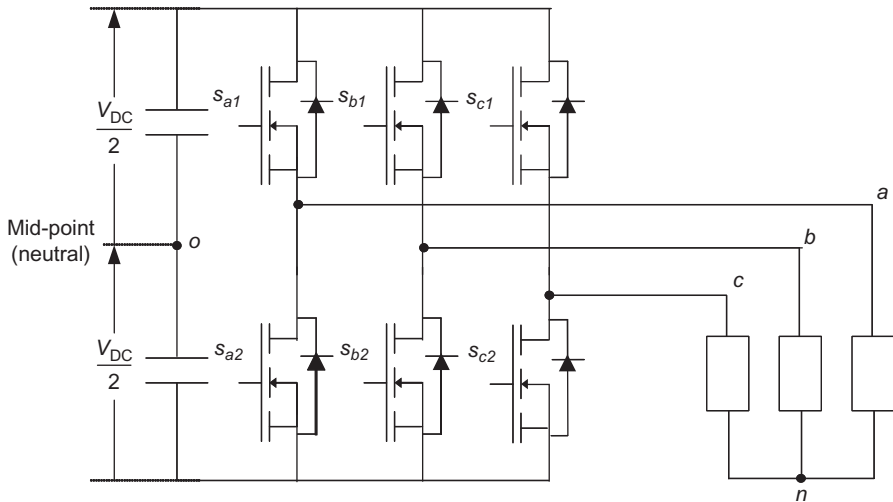 V_DC
2
s_a1
s_b1
s_c1
a
Mid-point
(neutral)
o
b
c
V_DC
2
s_a2
s_b2
s_c2
n